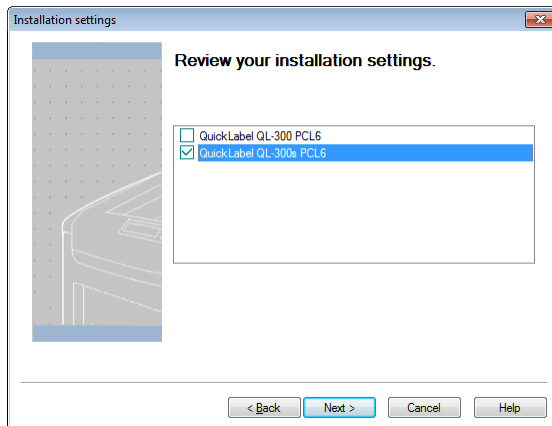 Installation settings
Review your installation settings.
QuickLabel QL-300 PCL6
QuickLabel QL-300s PCL6
< Back
Next >
Cancel
Help